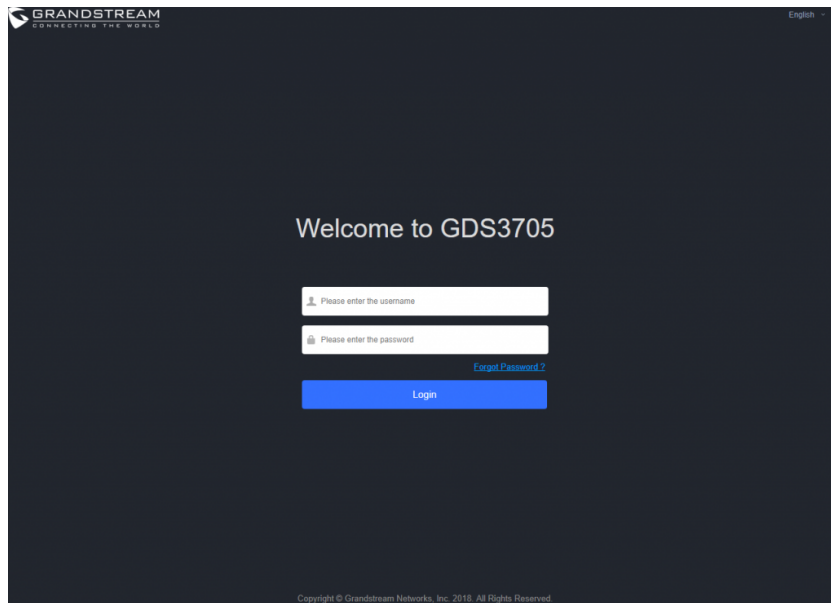 GRANDSTREAM
CONNECTING THE WORLD
English
Welcome to GDS3705
Please enter the username
Please enter the password
Forgot Password ?
Login
Copyright © Grandstream Networks, Inc. 2018. All Rights Reserved.